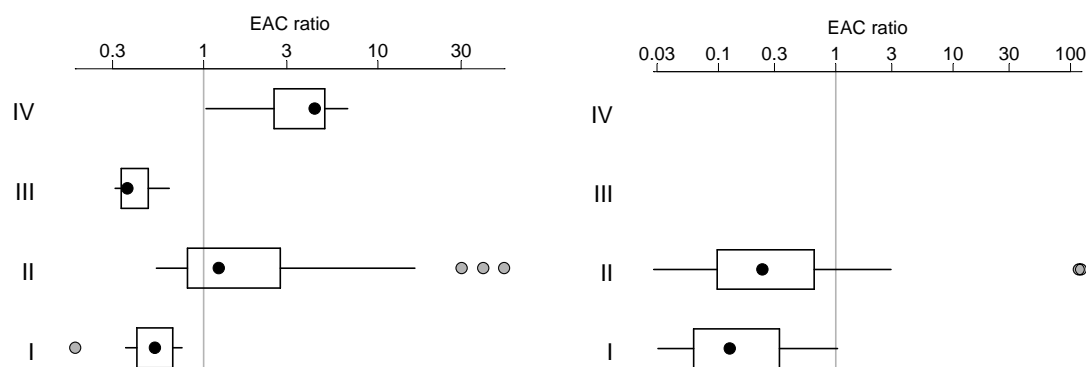 EAC ratio
0.3 1 3 10 30
IV
III
II
I
EAC ratio
0.03 0.1 0.3 1 3 10 30 100
IV
III
II
I